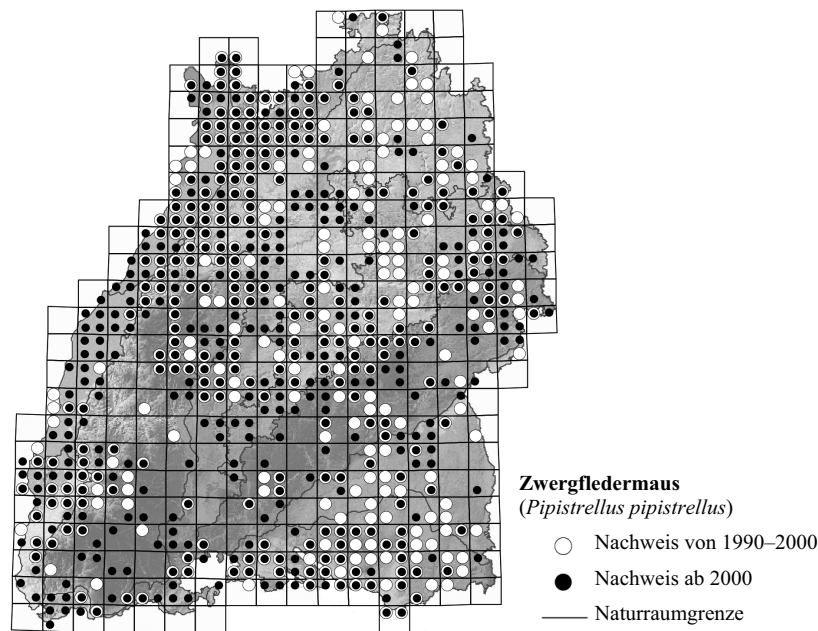 Zwergfledermaus
(Pipistrellus pipistrellus)
Nachweis von 1990–2000
Nachweis ab 2000
Naturraumgrenze